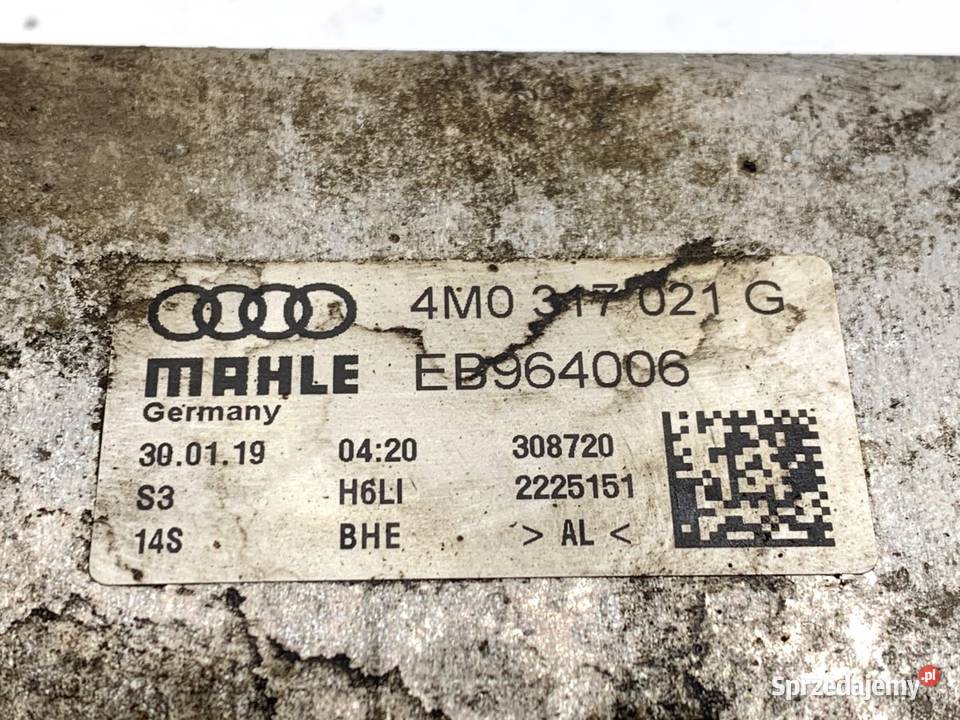 4M0 317 021 G
MAHLE EB964006
Germany
30.01.19 04:20 308720
S3 H6LI 2225151
14S BHE > AL <
Sprzedajemy.pl